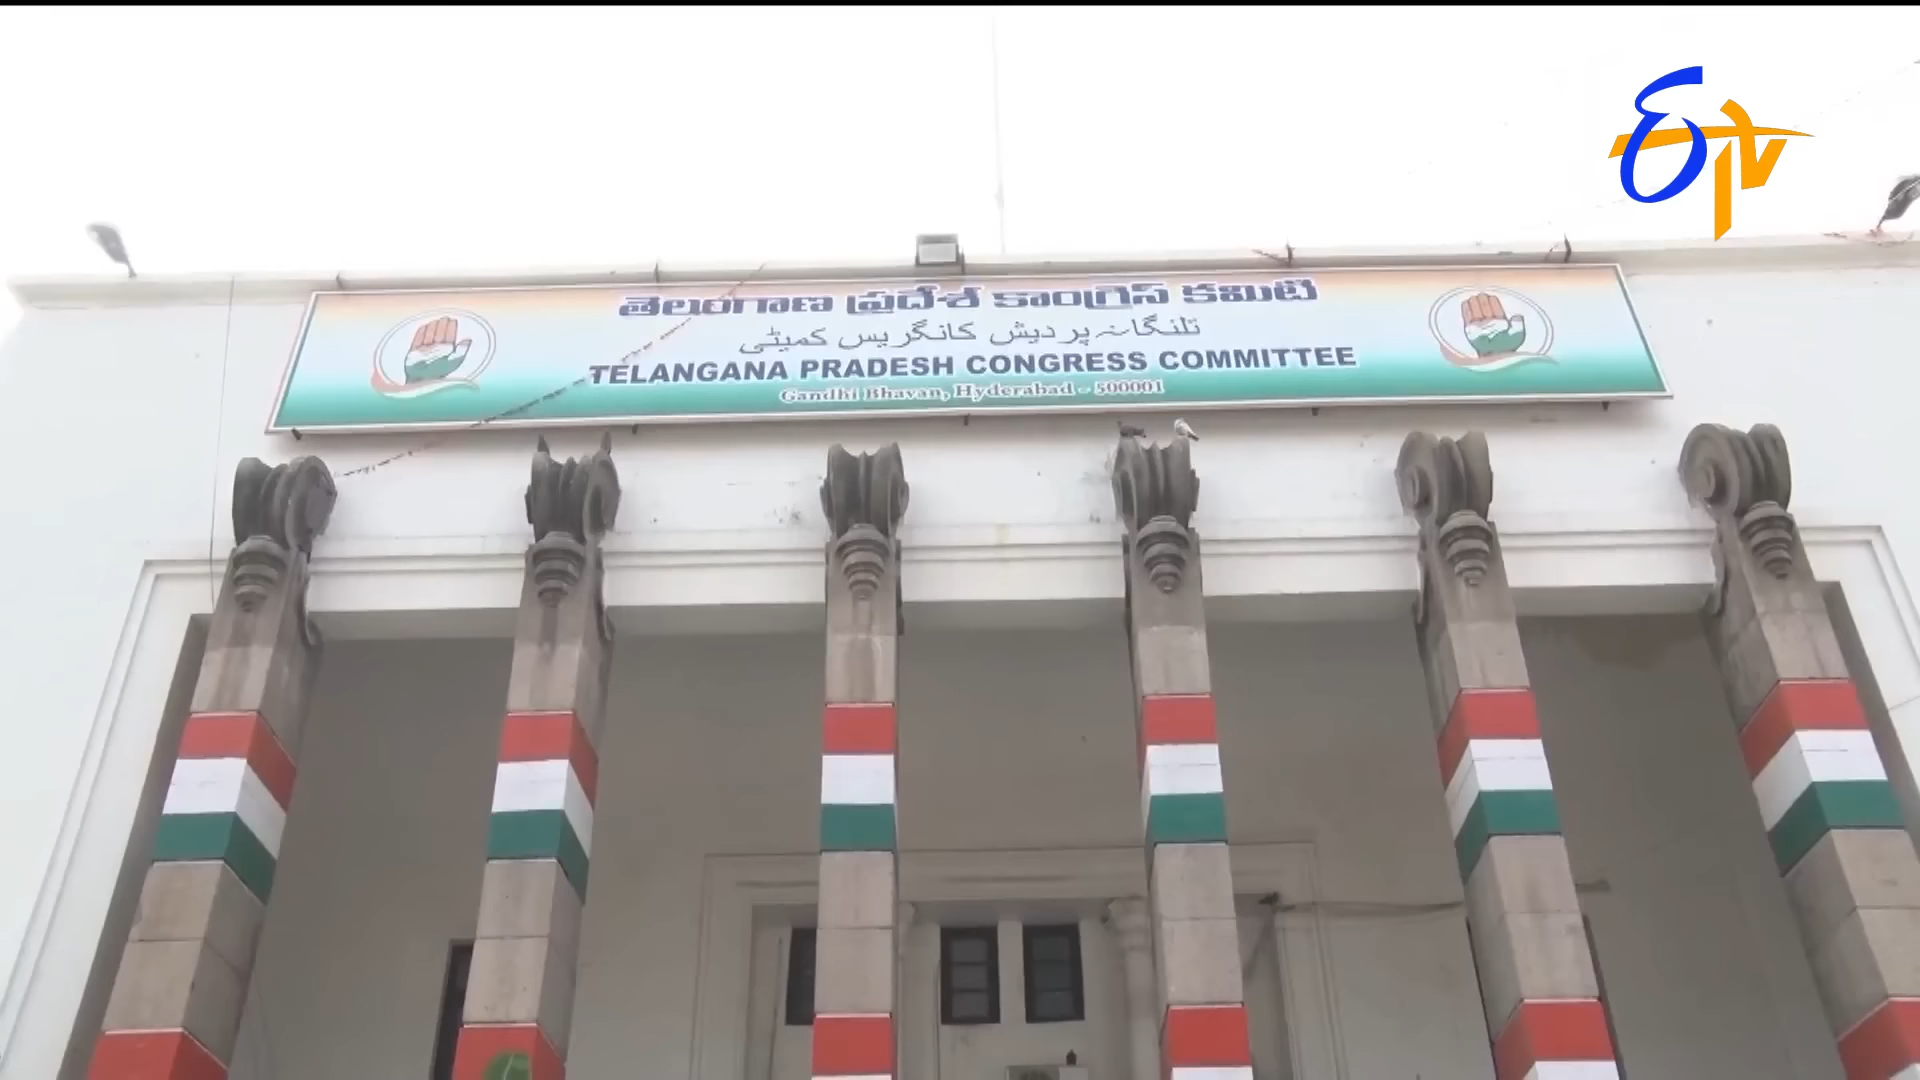 ETV
తెలంగాణ ప్రదేశ్ కాంగ్రెస్ కమిటి
تلنگانہ پردیش کانگریس کمیٹی
TELANGANA PRADESH CONGRESS COMMITTEE
Gandhi Bhavan, Hyderabad - 500001